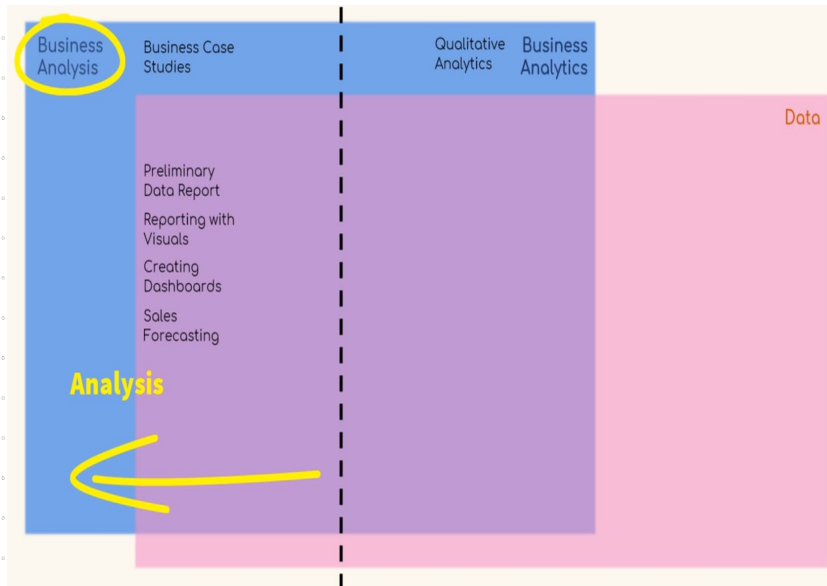 Business
Analysis
Business Case
Studies
Qualitative
Analytics
Business
Analytics
Data
Preliminary
Data Report
Reporting with
Visuals
Creating
Dashboards
Sales
Forecasting
Analysis